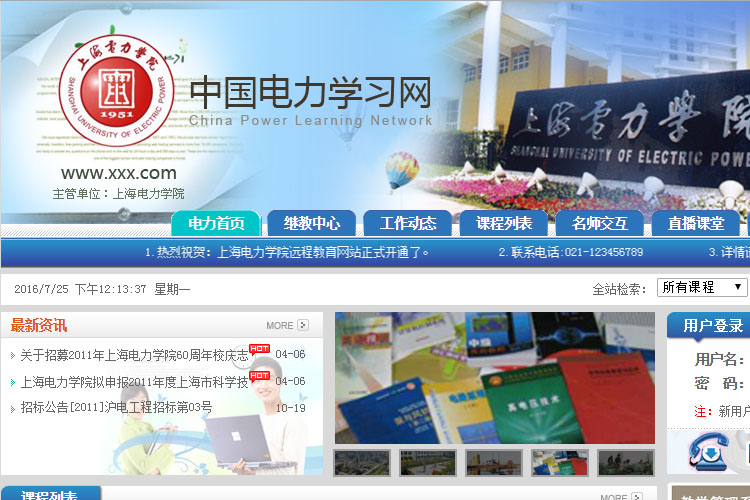 上海电力学院
SHANGHAI UNIVERSITY OF ELECTRIC POWER
1951
中国电力学习网
China Power Learning Network
www.xxx.com
主管单位：上海电力学院
上海電力學院
SHANGHAI UNIVERSITY OF ELECTRIC POWE
电力首页 继教中心 工作动态 课程列表 名师交互 直播课堂
1. 热烈祝贺：上海电力学院远程教育网站正式开通了。 2. 联系电话:021-123456789 3. 详情
2016/7/25 下午12:13:37 星期一 全站检索： 所有课程
最新资讯 MORE
关于招募2011年上海电力学院60周年校庆志 HOT 04-06
上海电力学院拟申报2011年度上海市科学技 HOT 04-06
招标公告[2011]沪电工程招标第03号 10-19
高电压技术
用户登录
用户名：
密 码：
注：新用户
课程列表 MORE
教学管理